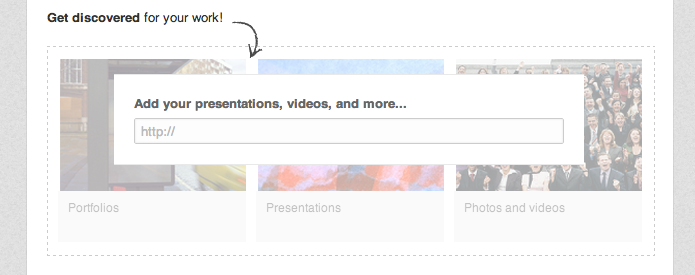 Get discovered for your work!
Add your presentations, videos, and more...
http://
Portfolios
Presentations
Photos and videos